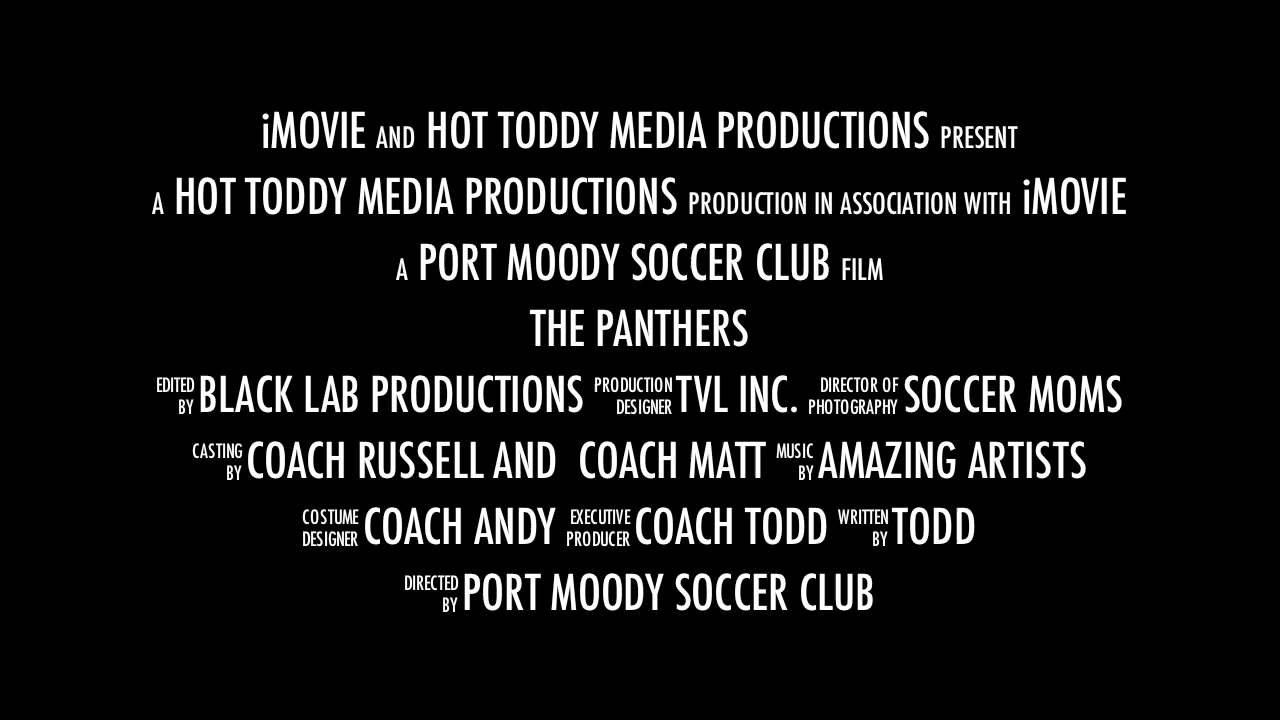 iMOVIE AND HOT TODDY MEDIA PRODUCTIONS PRESENT
A HOT TODDY MEDIA PRODUCTIONS PRODUCTION IN ASSOCIATION WITH iMOVIE
A PORT MOODY SOCCER CLUB FILM
THE PANTHERS
EDITED BY BLACK LAB PRODUCTIONS PRODUCTION DESIGNER TVL INC. DIRECTOR OF PHOTOGRAPHY SOCCER MOMS
CASTING BY COACH RUSSELL AND COACH MATT MUSIC BY AMAZING ARTISTS
COSTUME DESIGNER COACH ANDY EXECUTIVE PRODUCER COACH TODD WRITTEN BY TODD
DIRECTED BY PORT MOODY SOCCER CLUB